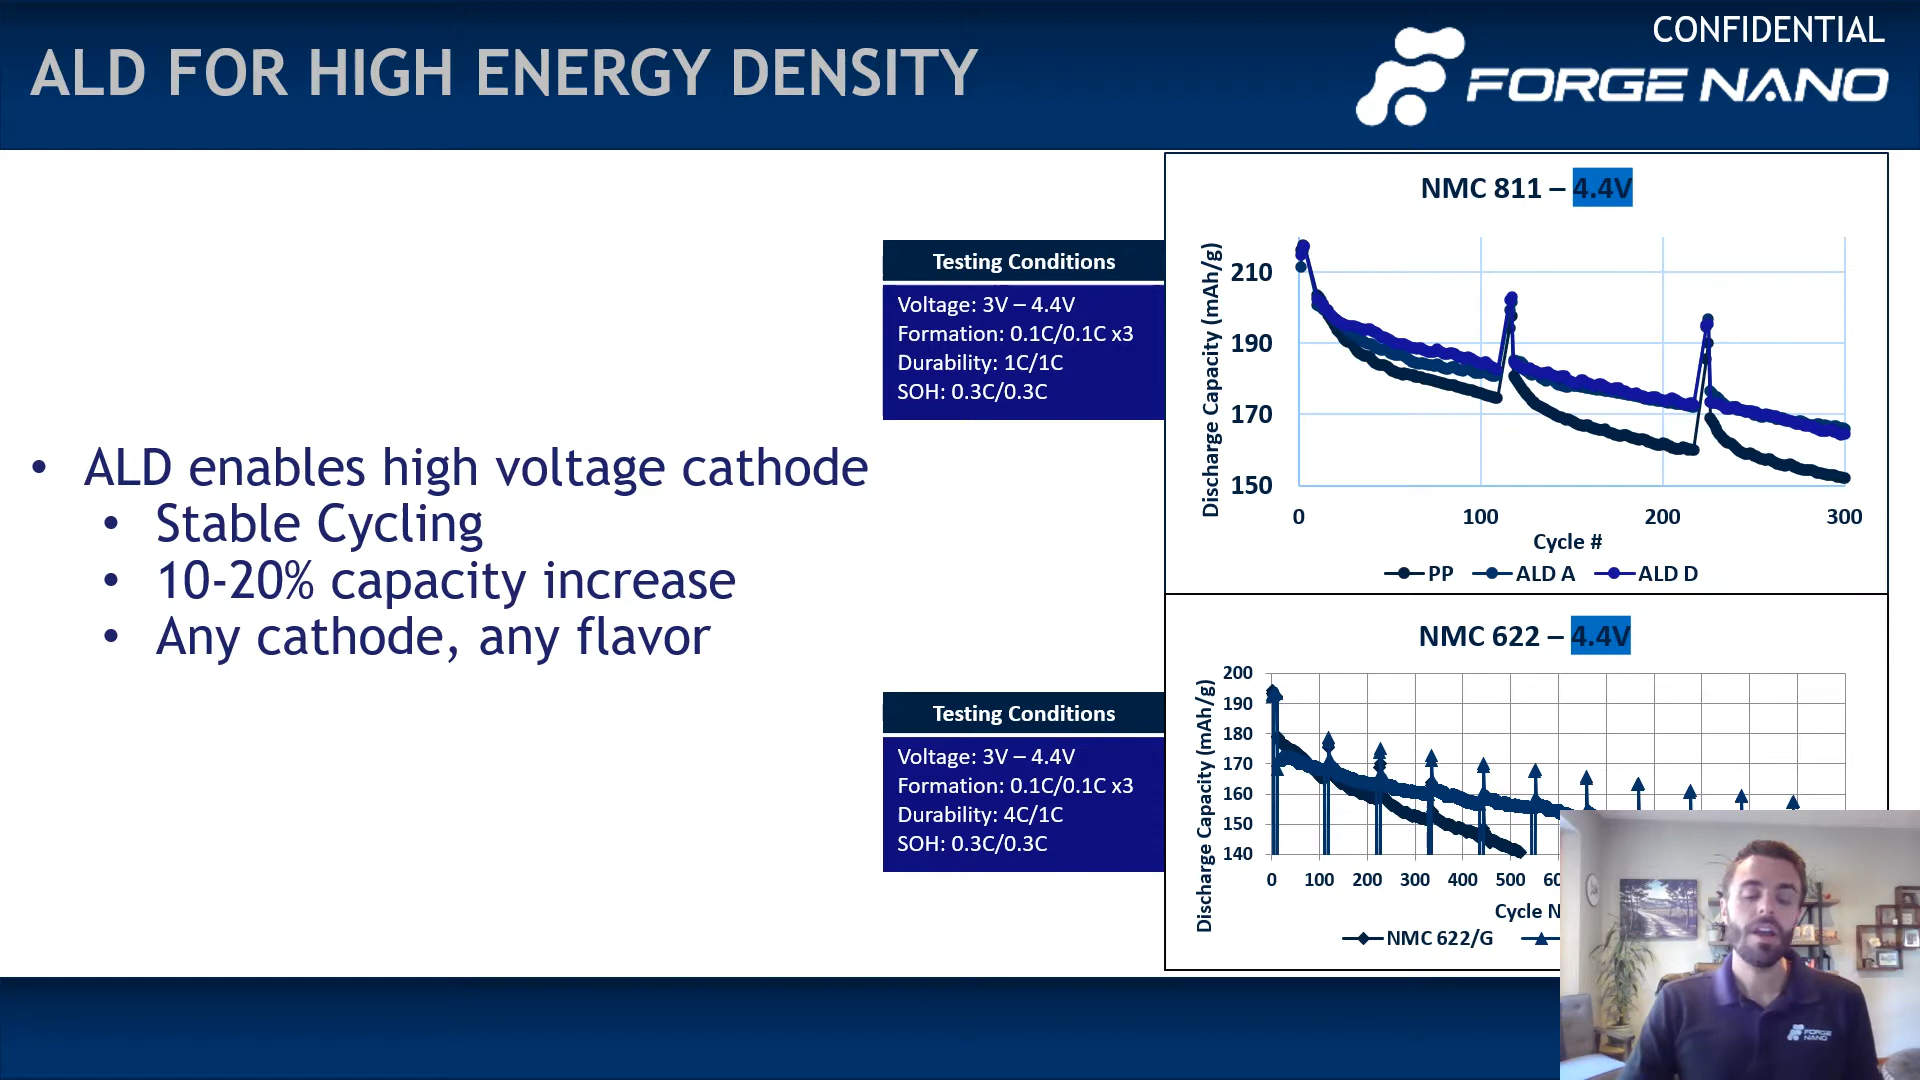 CONFIDENTIAL
ALD FOR HIGH ENERGY DENSITY
FORGE NANO
• ALD enables high voltage cathode
• Stable Cycling
• 10-20% capacity increase
• Any cathode, any flavor
Testing Conditions
Voltage: 3V – 4.4V
Formation: 0.1C/0.1C x3
Durability: 1C/1C
SOH: 0.3C/0.3C
NMC 811 – 4.4V
Discharge Capacity (mAh/g)
210
190
170
150
0 100 200 300
Cycle #
PP ALD A ALD D
Testing Conditions
Voltage: 3V – 4.4V
Formation: 0.1C/0.1C x3
Durability: 4C/1C
SOH: 0.3C/0.3C
NMC 622 – 4.4V
Discharge Capacity (mAh/g)
200
190
180
170
160
150
140
0 100 200 300 400 500
Cycle
NMC 622/G
FORGE NANO